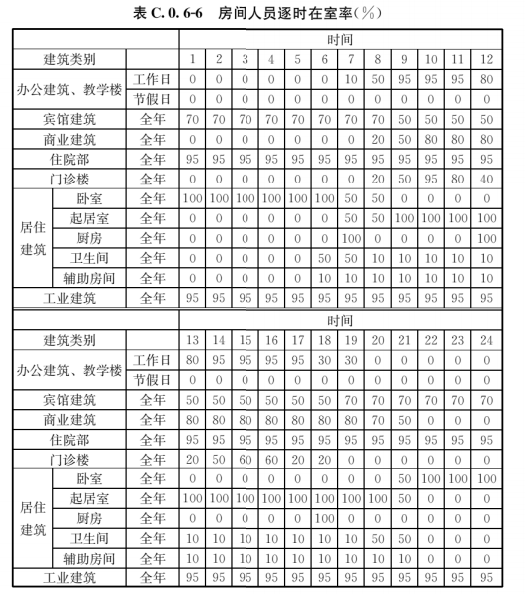 表 C.0.6-6 房间人员逐时在室率(%)
时间
建筑类别 1 2 3 4 5 6 7 8 9 10 11 12
办公建筑、教学楼 工作日 0 0 0 0 0 0 10 50 95 95 95 80
节假日 0 0 0 0 0 0 0 0 0 0 0 0
宾馆建筑 全年 70 70 70 70 70 70 70 70 50 50 50 50
商业建筑 全年 0 0 0 0 0 0 0 20 50 80 80 80
住院部 全年 95 95 95 95 95 95 95 95 95 95 95 95
门诊楼 全年 0 0 0 0 0 0 0 20 50 95 80 40
居住建筑 卧室 全年 100 100 100 100 100 100 50 50 0 0 0 0
起居室 全年 0 0 0 0 0 0 50 50 100 100 100 100
厨房 全年 0 0 0 0 0 0 100 0 0 0 0 100
卫生间 全年 0 0 0 0 0 50 50 10 10 10 10 10
辅助房间 全年 0 0 0 0 0 10 10 10 10 10 10 10
工业建筑 全年 95 95 95 95 95 95 95 95 95 95 95 95
时间
建筑类别 13 14 15 16 17 18 19 20 21 22 23 24
办公建筑、教学楼 工作日 80 95 95 95 95 30 30 0 0 0 0 0
节假日 0 0 0 0 0 0 0 0 0 0 0 0
宾馆建筑 全年 50 50 50 50 50 50 70 70 70 70 70 70
商业建筑 全年 80 80 80 80 80 80 80 70 50 0 0 0
住院部 全年 95 95 95 95 95 95 95 95 95 95 95 95
门诊楼 全年 20 50 60 60 20 20 0 0 0 0 0 0
居住建筑 卧室 全年 0 0 0 0 0 0 0 0 50 100 100 100
起居室 全年 100 100 100 100 100 100 100 100 50 0 0 0
厨房 全年 0 0 0 0 0 100 0 0 0 0 0 0
卫生间 全年 10 10 10 10 10 10 10 50 50 0 0 0
辅助房间 全年 10 10 10 10 10 10 10 10 10 0 0 0
工业建筑 全年 95 95 95 95 95 95 95 95 95 95 95 95